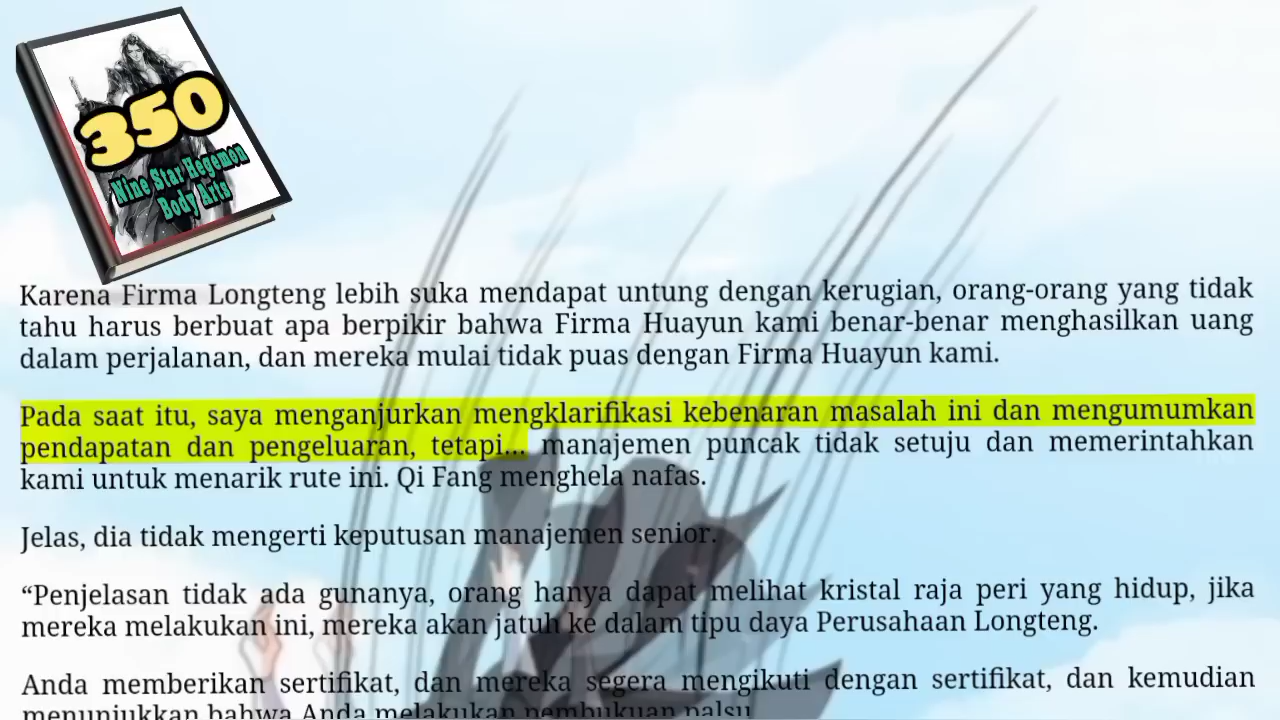 350
Nine Star Hegemon
Body Arts
Karena Firma Longteng lebih suka mendapat untung dengan kerugian, orang-orang yang tidak
tahu harus berbuat apa berpikir bahwa Firma Huayun kami benar-benar menghasilkan uang
dalam perjalanan, dan mereka mulai tidak puas dengan Firma Huayun kami.
Pada saat itu, saya menganjurkan mengklarifikasi kebenaran masalah ini dan mengumumkan
pendapatan dan pengeluaran, tetapi... manajemen puncak tidak setuju dan memerintahkan
kami untuk menarik rute ini. Qi Fang menghela nafas.
Jelas, dia tidak mengerti keputusan manajemen senior.
“Penjelasan tidak ada gunanya, orang hanya dapat melihat kristal raja peri yang hidup, jika
mereka melakukan ini, mereka akan jatuh ke dalam tipu daya Perusahaan Longteng.
Anda memberikan sertifikat, dan mereka segera mengikuti dengan sertifikat, dan kemudian
menunjukkan bahwa Anda melakukan pembukuan palsu